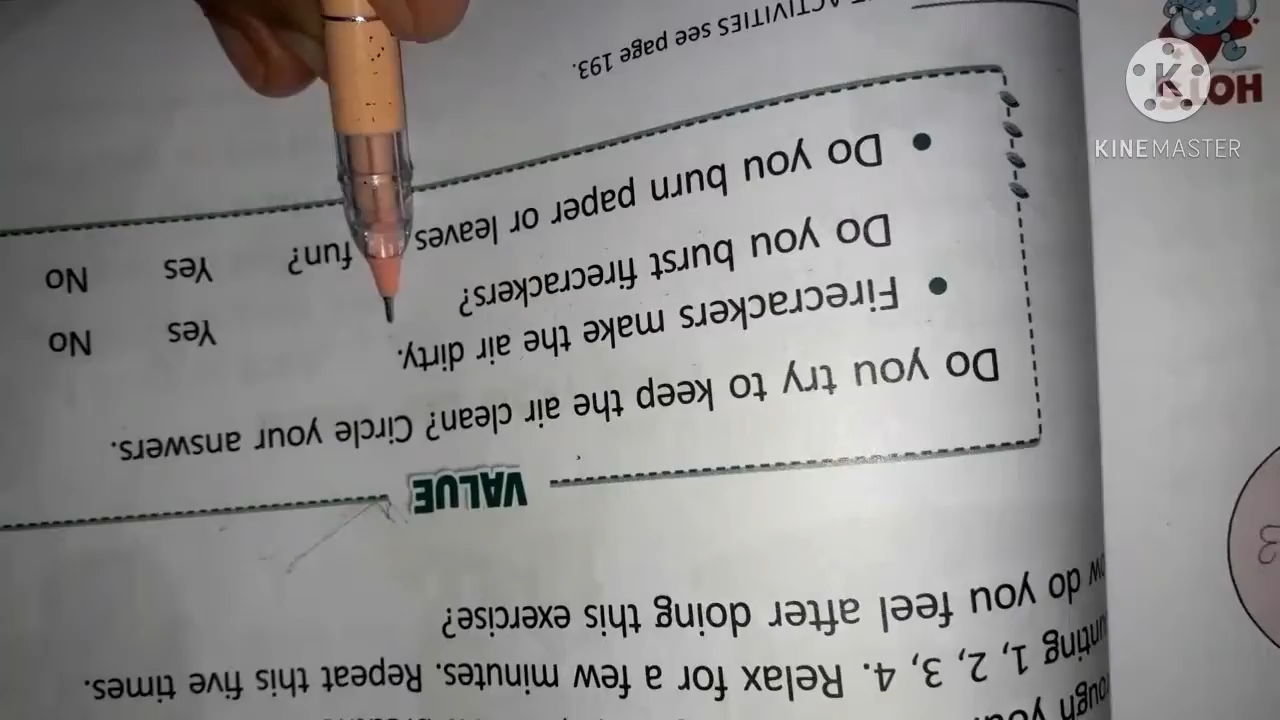 counting 1, 2, 3, 4. Relax for a few minutes. Repeat this five times.
do you feel after doing this exercise?
VALUE
Do you try to keep the air clean? Circle your answers.
• Firecrackers make the air dirty.
Do you burst firecrackers? Yes No
• Do you burn paper or leaves fun? Yes No
ACTIVITIES see page 193.
HOTS
K
KINEMASTER